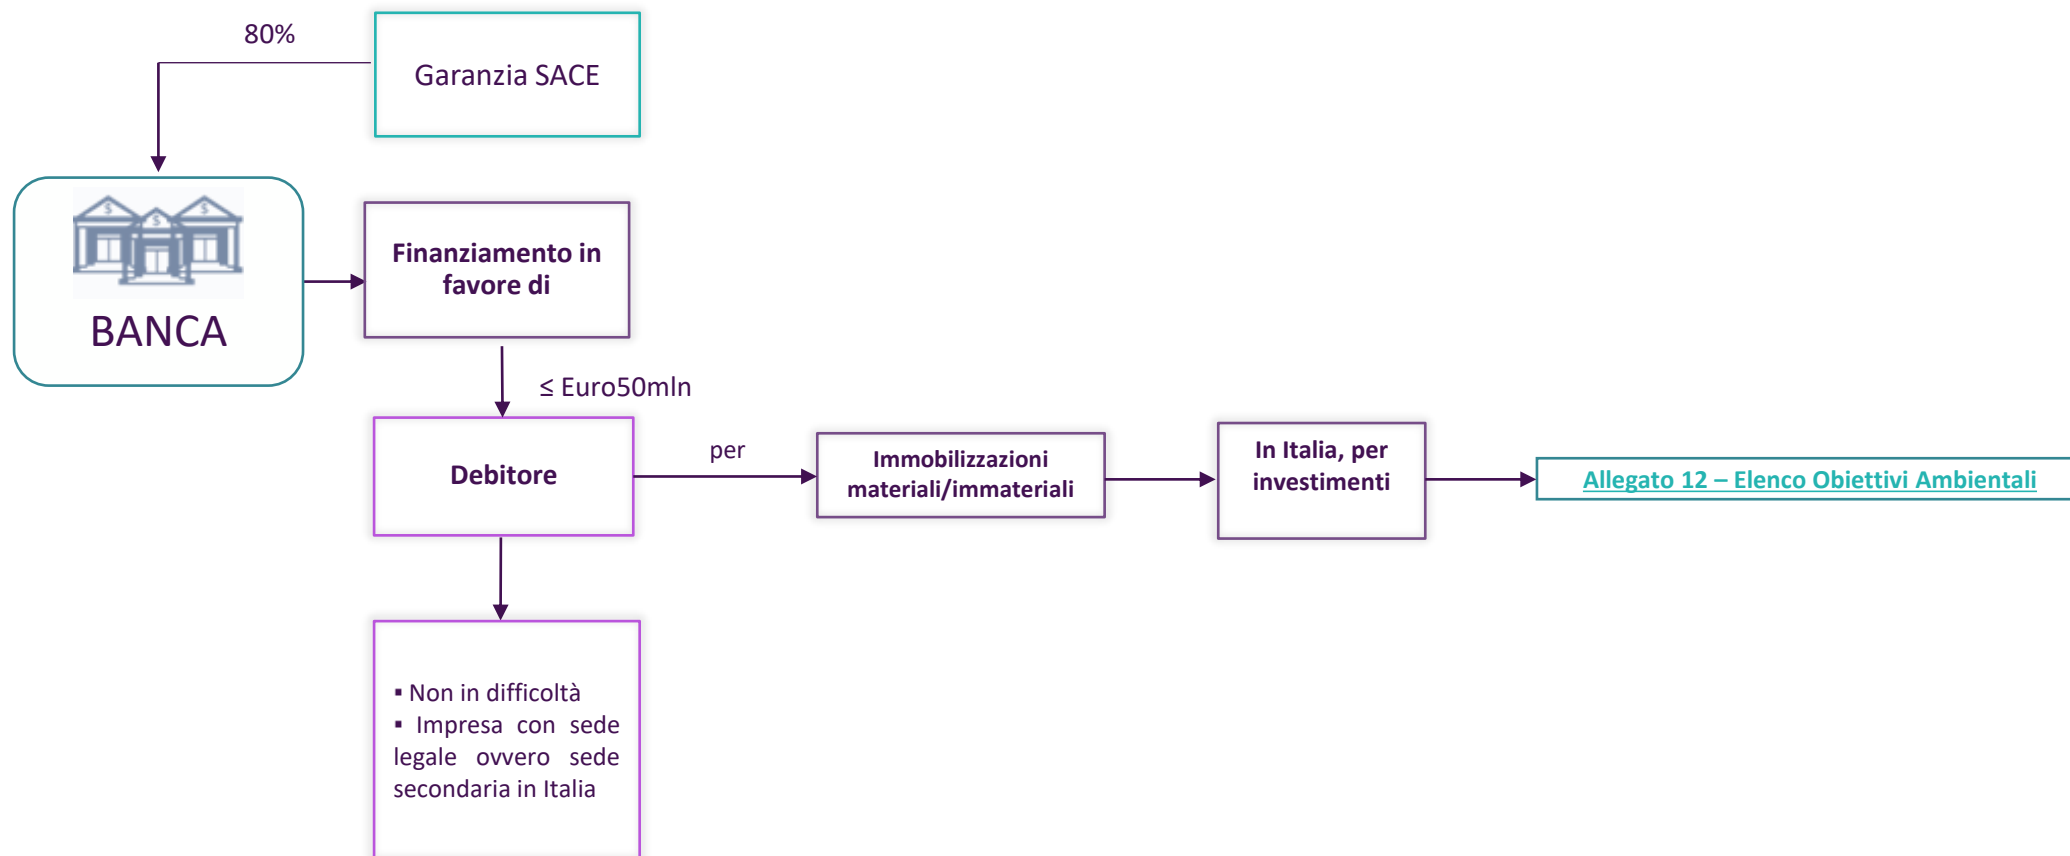 80%
Garanzia SACE
BANCA
Finanziamento in
favore di
≤ Euro50mln
Debitore
per
Immobilizzazioni
materiali/immateriali
In Italia, per
investimenti
Allegato 12 – Elenco Obiettivi Ambientali
▪ Non in difficoltà
▪ Impresa con sede
legale ovvero sede
secondaria in Italia